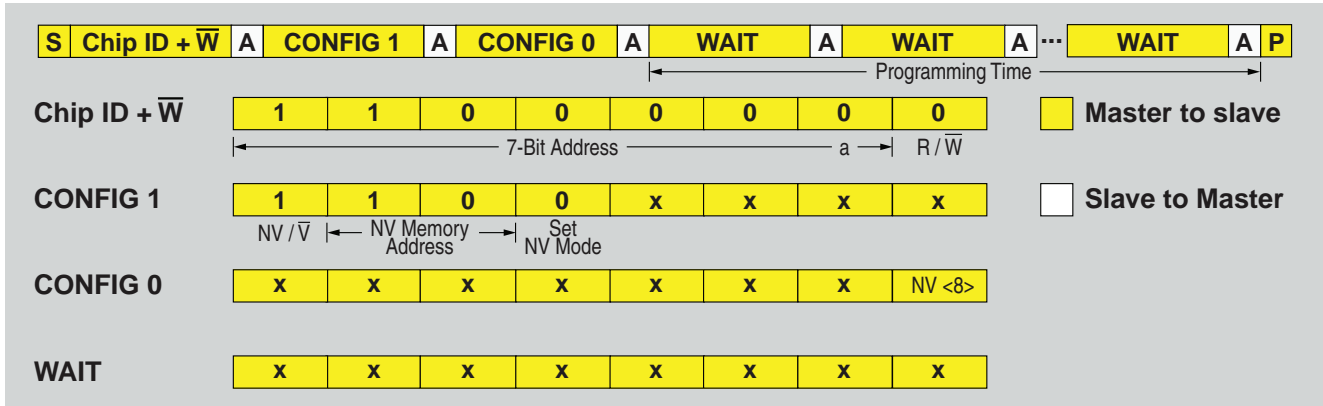 S Chip ID + W̅ A CONFIG 1 A CONFIG 0 A WAIT A WAIT A ... WAIT A P
Programming Time
Chip ID + W̅ 1 1 0 0 0 0 0 0 Master to slave
7-Bit Address a R / W̅
CONFIG 1 1 1 0 0 x x x x Slave to Master
NV / V̅ NV Memory Address Set NV Mode
CONFIG 0 x x x x x x x NV <8>
WAIT x x x x x x x x